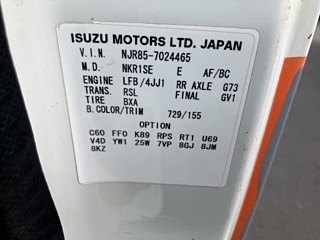 ISUZU MOTORS LTD. JAPAN
V.I.N. NJR85-7024465
M.D. NKR1SE E AF/BC
ENGINE LFB /4JJ1 RR AXLE G73
TRANS. RSL FINAL GV1
TIRE BXA
B.COLOR/TRIM 729/155
OPTION
C60 FF0 K89 RPS RT1 U69
V4D YW1 25W 7VP 8GJ 8JM
8KZ